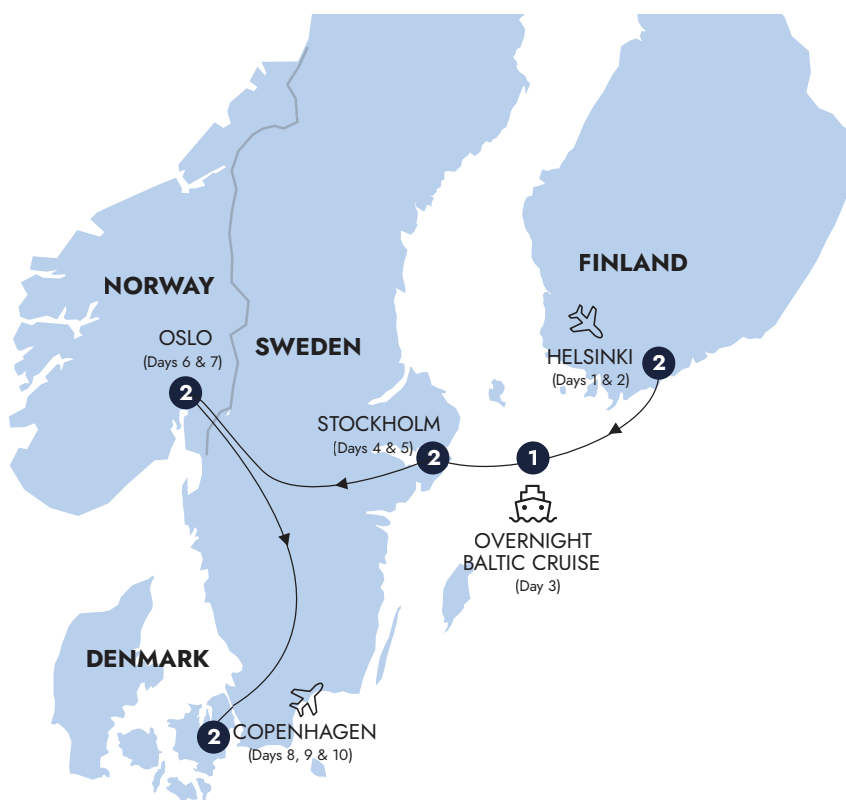 FINLAND
NORWAY
OSLO
(Days 6 & 7)
2
SWEDEN
HELSINKI
(Days 1 & 2)
2
STOCKHOLM
(Days 4 & 5)
2
1
OVERNIGHT
BALTIC CRUISE
(Day 3)
DENMARK
2
COPENHAGEN
(Days 8, 9 & 10)